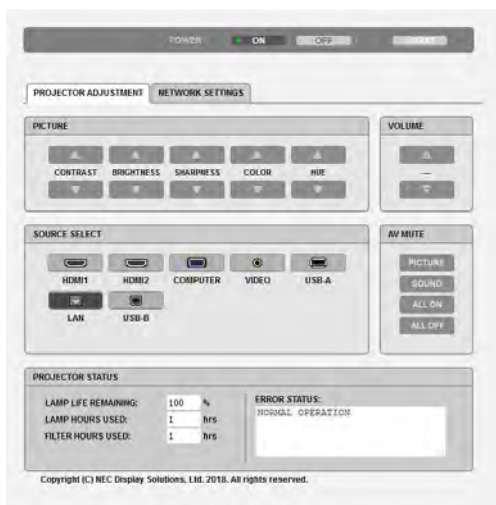 POWER ON OFF
PROJECTOR ADJUSTMENT NETWORK SETTINGS
PICTURE
CONTRAST BRIGHTNESS SHARPNESS COLOR HUE
VOLUME
SOURCE SELECT
HDMI1 HDMI2 COMPUTER VIDEO USB-A
LAN USB-B
AV MUTE
PICTURE
SOUND
ALL ON
ALL OFF
PROJECTOR STATUS
LAMP LIFE REMAINING: 100 %
LAMP HOURS USED: 1 hrs
FILTER HOURS USED: 1 hrs
ERROR STATUS:
NORMAL OPERATION
Copyright (C) NEC Display Solutions, Ltd. 2018. All rights reserved.